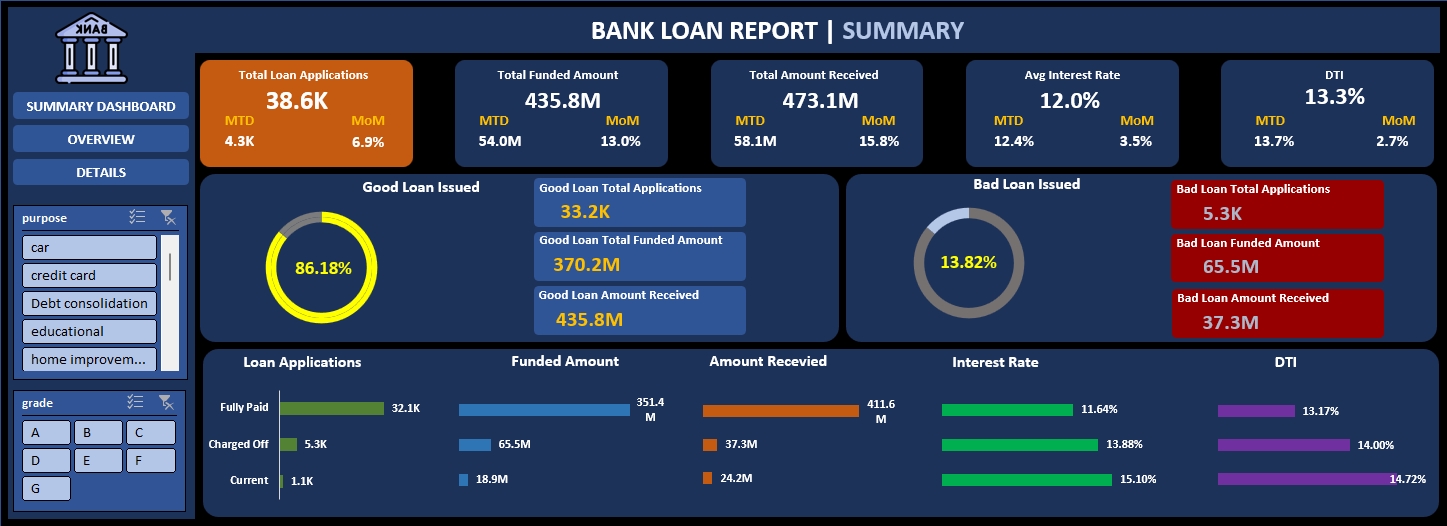 BANK
BANK LOAN REPORT | SUMMARY
SUMMARY DASHBOARD
OVERVIEW
DETAILS
purpose
car
credit card
Debt consolidation
educational
home improvem...
grade
A B C
D E F
G
Total Loan Applications
38.6K
MTD MoM
4.3K 6.9%
Total Funded Amount
435.8M
MTD MoM
54.0M 13.0%
Total Amount Received
473.1M
MTD MoM
58.1M 15.8%
Avg Interest Rate
12.0%
MTD MoM
12.4% 3.5%
DTI
13.3%
MTD MoM
13.7% 2.7%
Good Loan Issued
86.18%
Good Loan Total Applications
33.2K
Good Loan Total Funded Amount
370.2M
Good Loan Amount Received
435.8M
Bad Loan Issued
13.82%
Bad Loan Total Applications
5.3K
Bad Loan Funded Amount
65.5M
Bad Loan Amount Received
37.3M
Loan Applications
Fully Paid 32.1K
Charged Off 5.3K
Current 1.1K
Funded Amount
351.4
M
65.5M
18.9M
Amount Recevied
411.6
M
37.3M
24.2M
Interest Rate
11.64%
13.88%
15.10%
DTI
13.17%
14.00%
14.72%